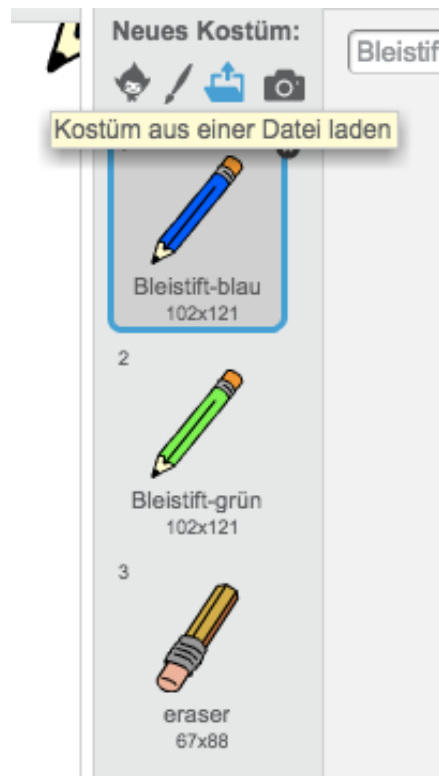 Neues Kostüm:
Bleistif
Kostüm aus einer Datei laden
Bleistift-blau
102x121
2
Bleistift-grün
102x121
3
eraser
67x88